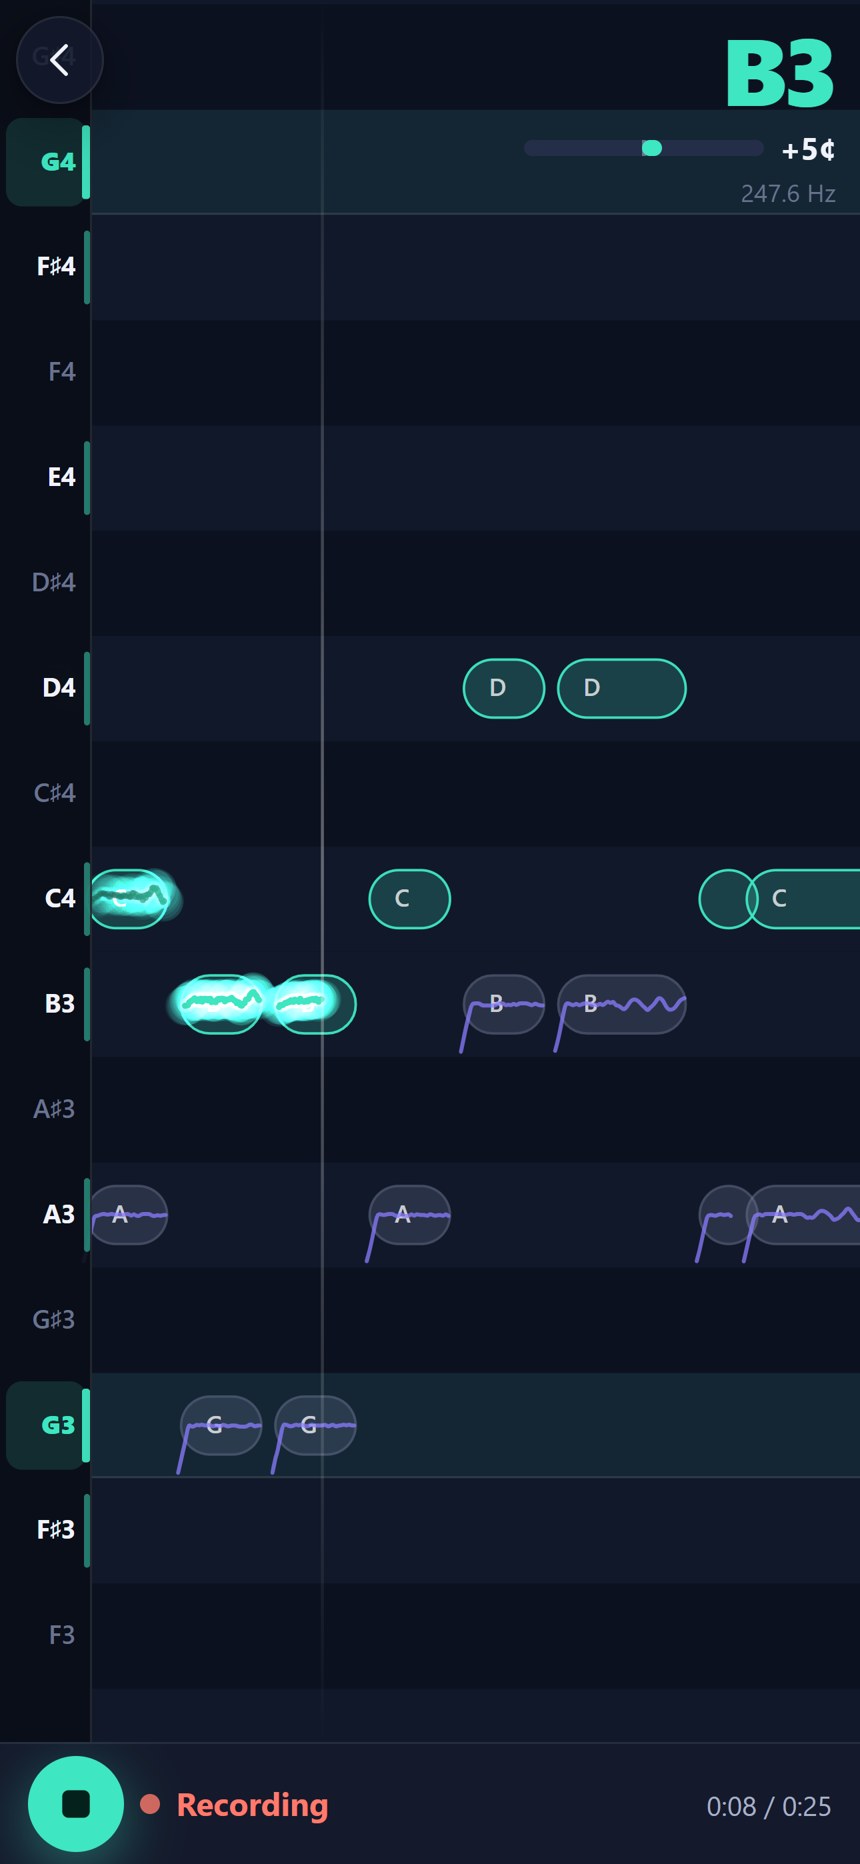 B3
G4
+5¢
247.6 Hz
F♯4
F4
E4
D♯4
D4
D
D
C♯4
C4
C
C
B3
B
B
A♯3
A3
A
A
A
G♯3
G3
G
G
F♯3
F3
Recording
0:08 / 0:25